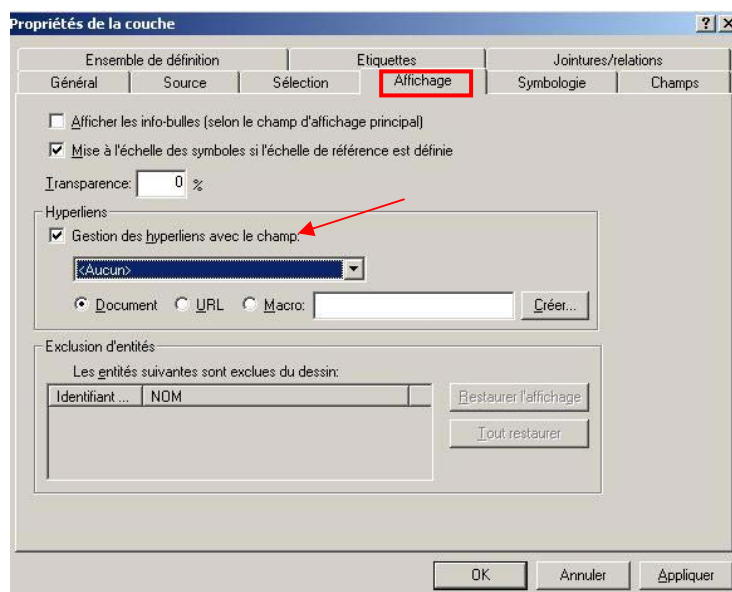 Propriétés de la couche
Ensemble de définition Etiquettes Jointures/relations
Général Source Sélection Affichage Symbologie Champs
Afficher les info-bulles (selon le champ d'affichage principal)
Mise à l'échelle des symboles si l'échelle de référence est définie
Transparence: 0 %
Hyperliens
Gestion des hyperliens avec le champ:
<Aucun>
Document URL Macro: Créer...
Exclusion d'entités
Les entités suivantes sont exclues du dessin:
Identifiant ... NOM
Restaurer l'affichage
Tout restaurer
OK Annuler Appliquer